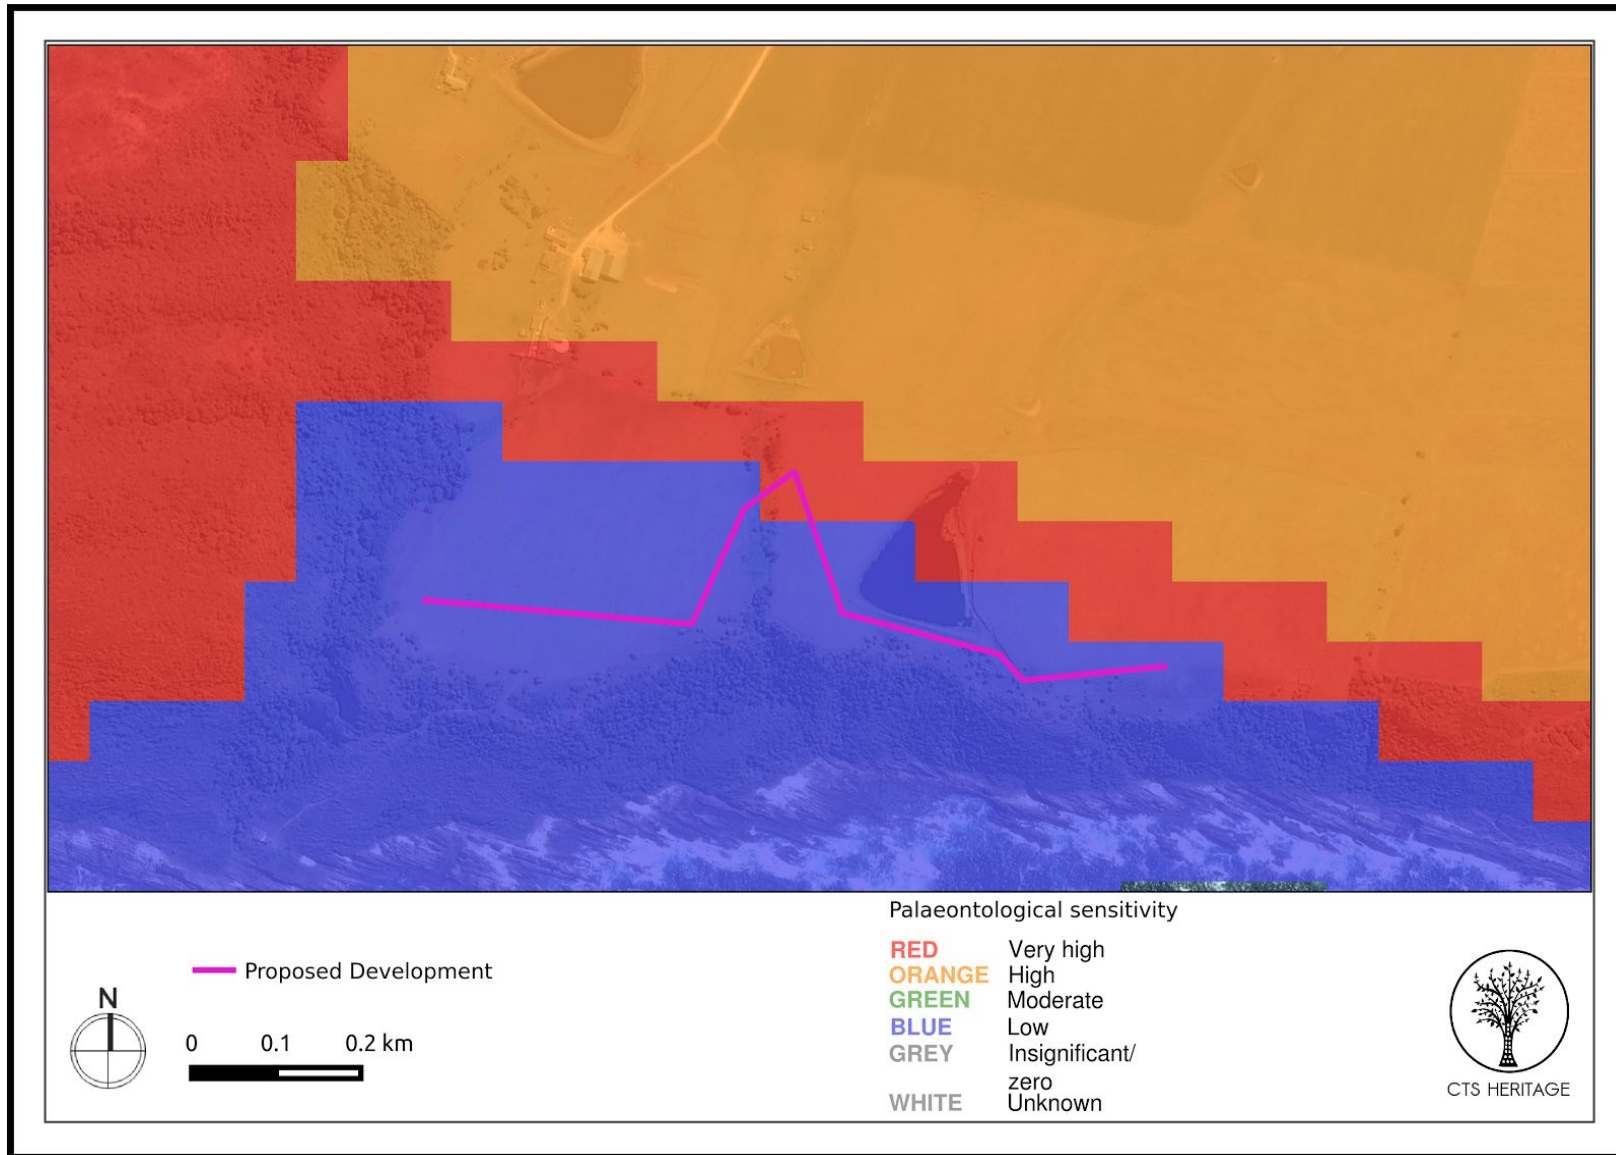 Palaeontological sensitivity
RED Very high
ORANGE High
GREEN Moderate
BLUE Low
GREY Insignificant/
zero
WHITE Unknown
Proposed Development
N
0 0.1 0.2 km
CTS HERITAGE